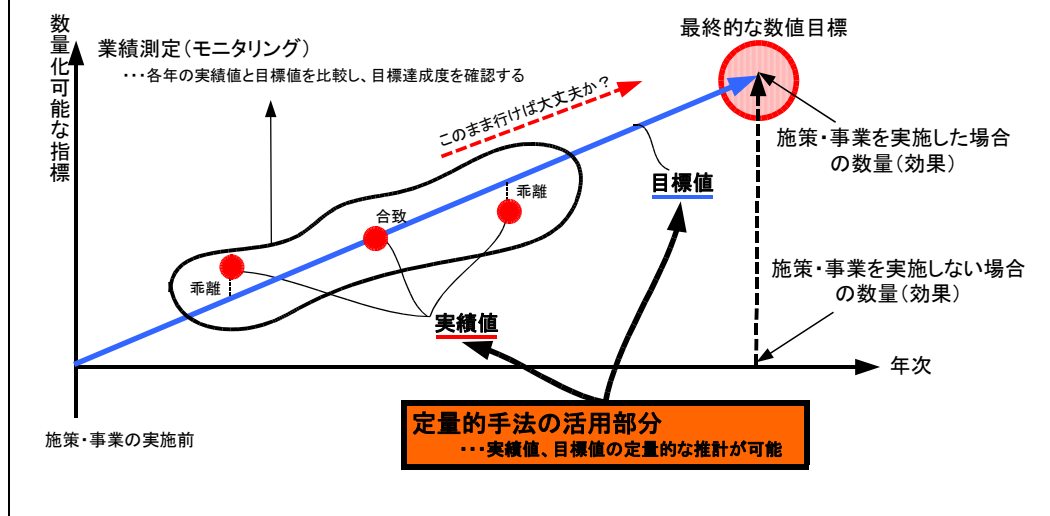 数量化可能な指標
業績測定(モニタリング)
・・・各年の実績値と目標値を比較し、目標達成度を確認する
最終的な数値目標
このまま行けば大丈夫か?
施策・事業を実施した場合
の数量(効果)
目標値
乖離
合致
乖離
施策・事業を実施しない場合
の数量(効果)
実績値
年次
施策・事業の実施前
定量的手法の活用部分
・・・実績値、目標値の定量的な推計が可能